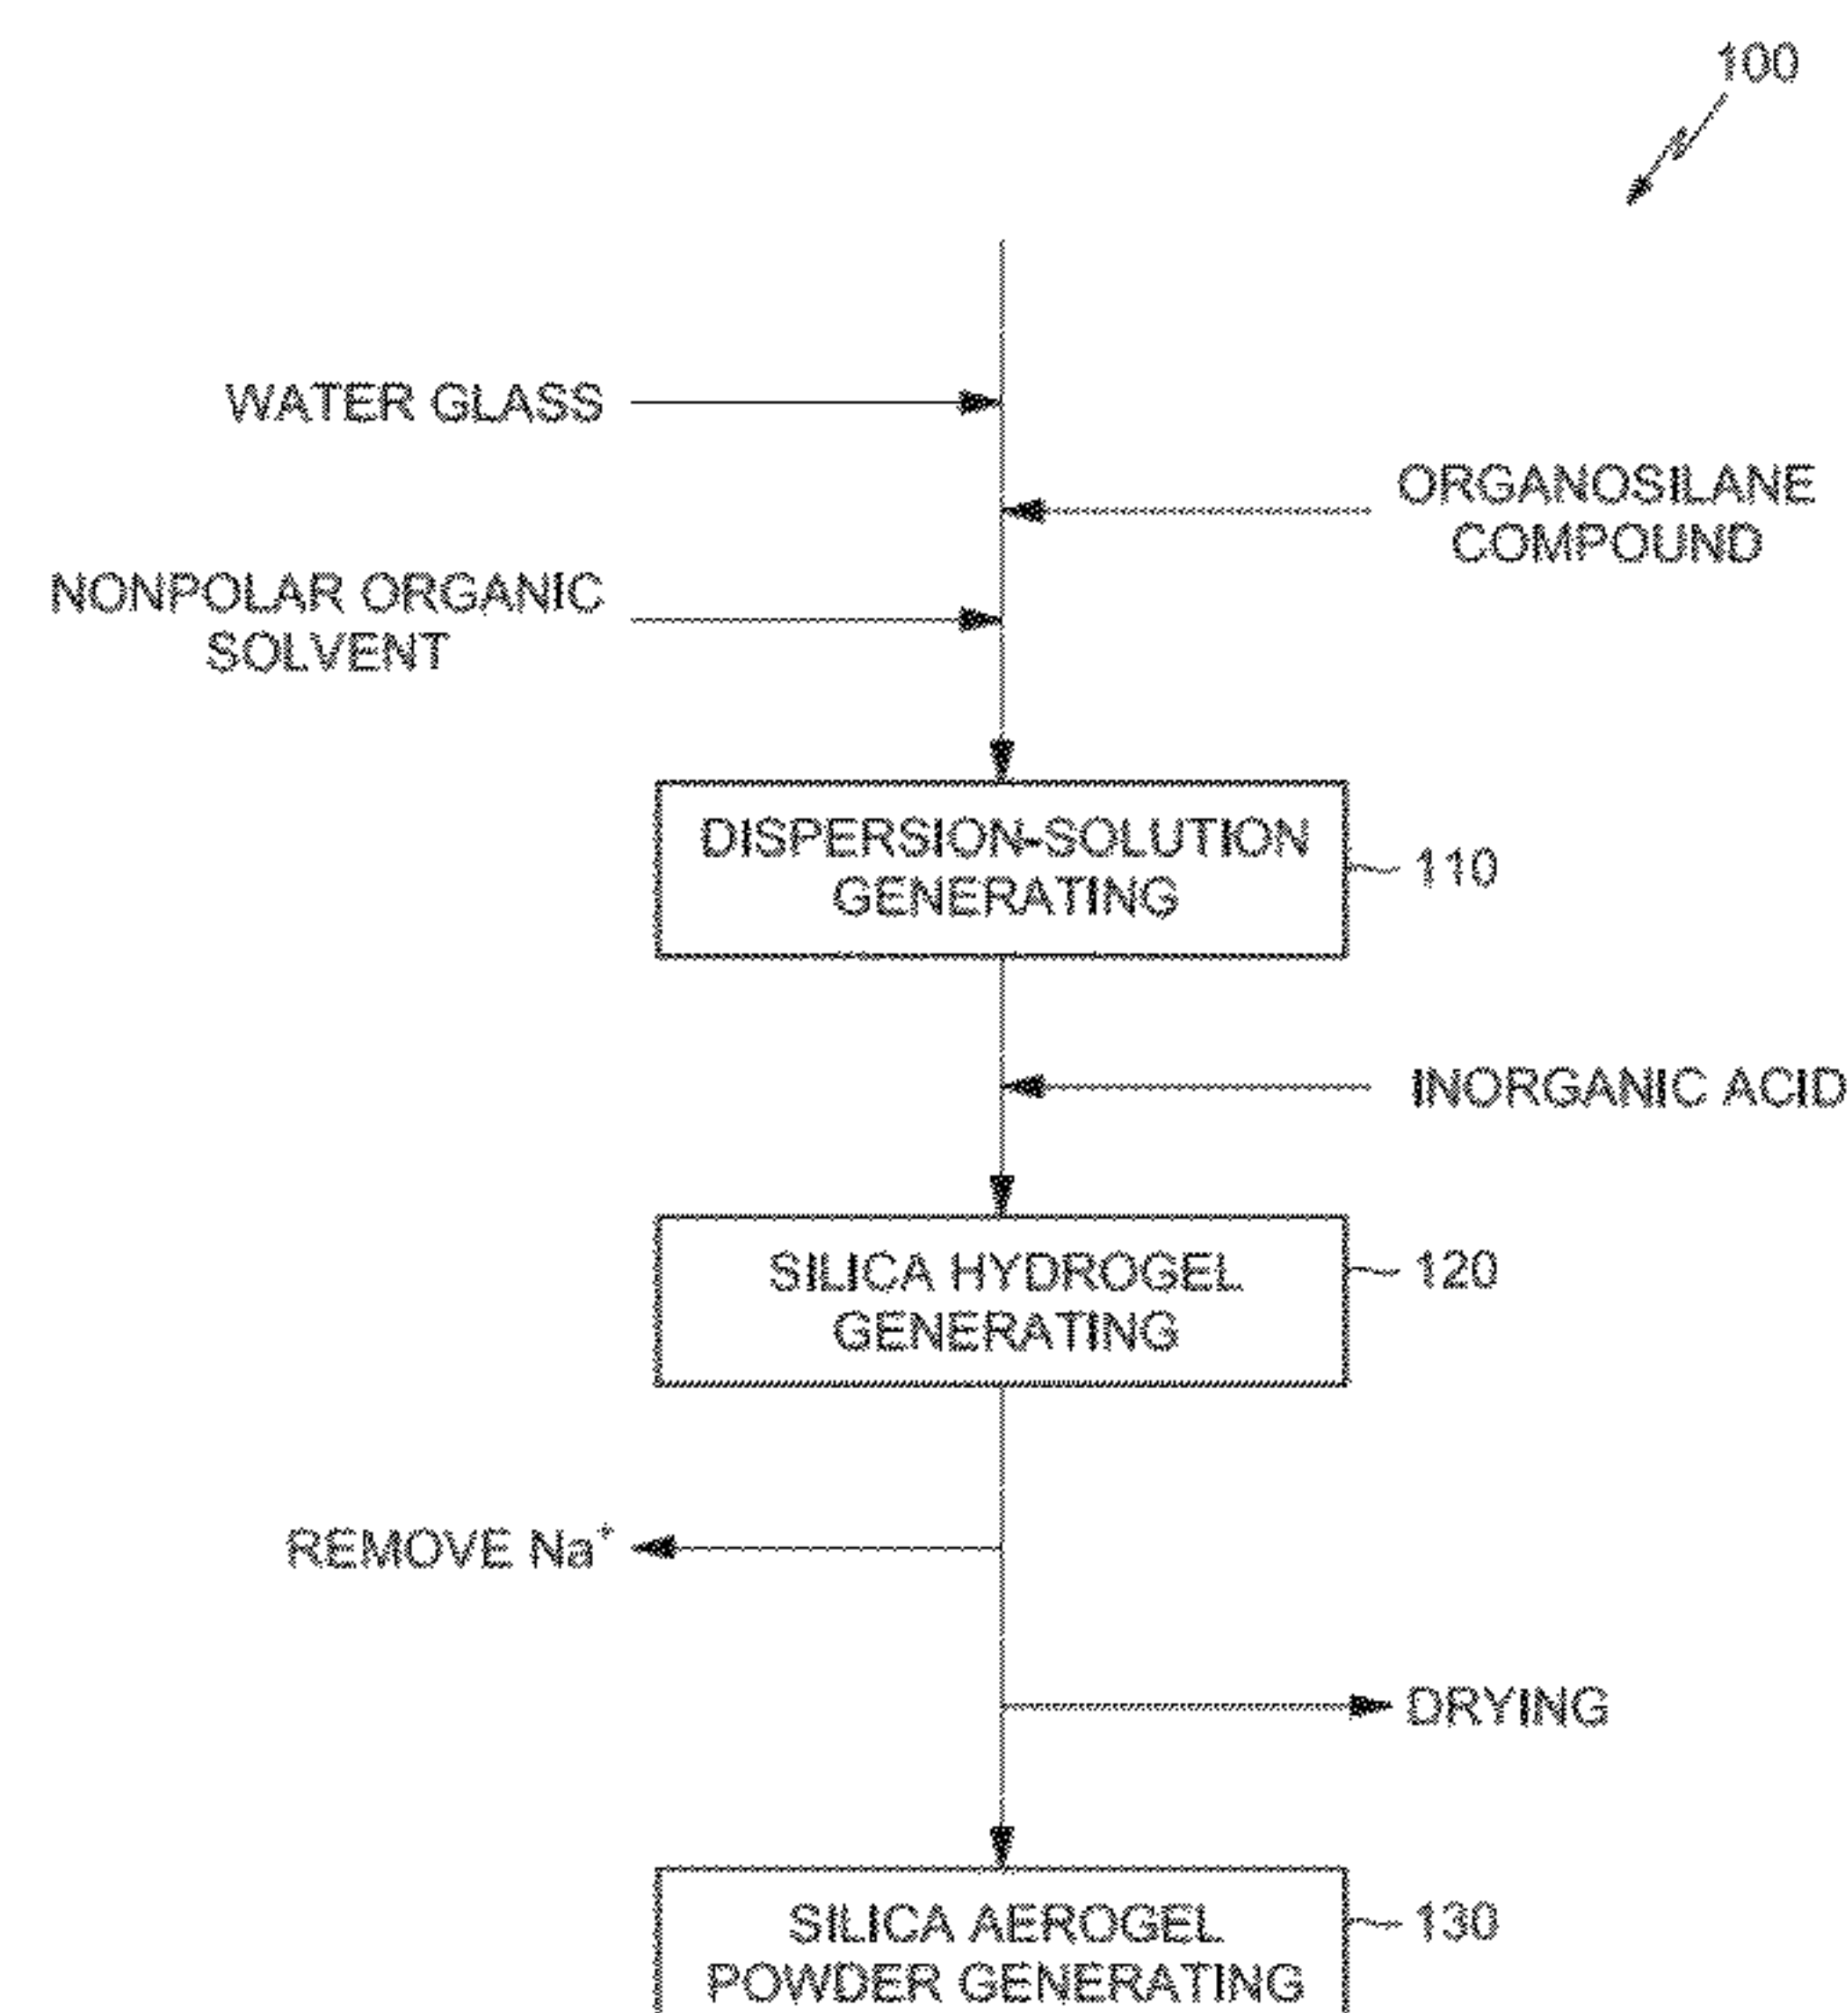 100
WATER GLASS
ORGANOSILANE
COMPOUND
NONPOLAR ORGANIC
SOLVENT
DISPERSION-SOLUTION
GENERATING
110
INORGANIC ACID
SILICA HYDROGEL
GENERATING
120
REMOVE Na⁺
DRYING
SILICA AEROGEL
POWDER GENERATING
130